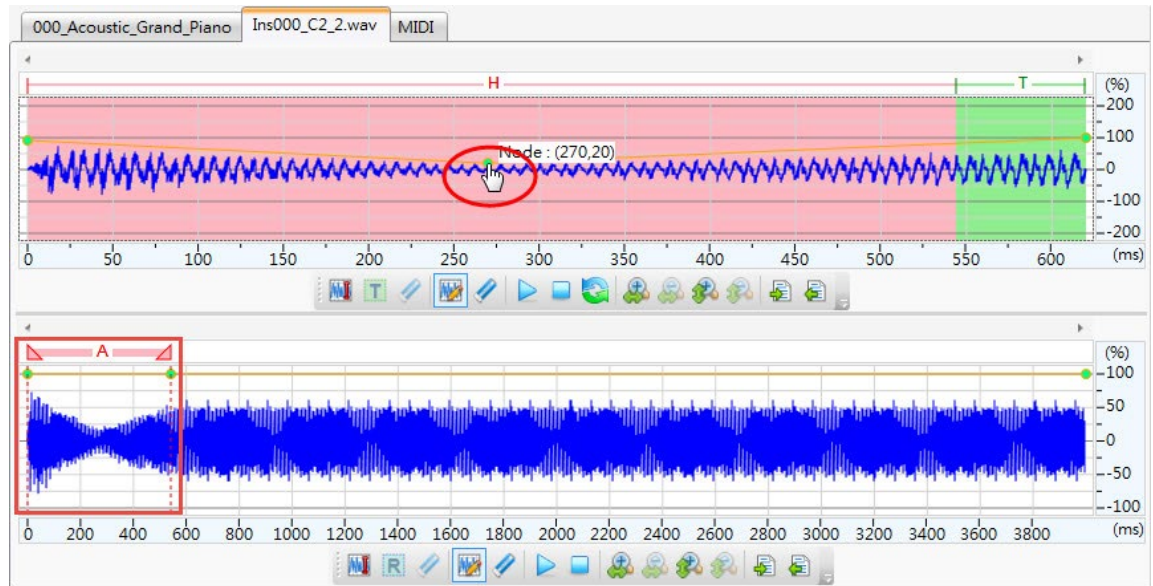 000_Acoustic_Grand_Piano Ins000_C2_2.wav MIDI
H T (%)
200
100
Node : (270,20)
0
-100
-200
0 50 100 150 200 250 300 350 400 450 500 550 600 (ms)
T
A (%)
100
50
0
-50
-100
0 200 400 600 800 1000 1200 1400 1600 1800 2000 2200 2400 2600 2800 3000 3200 3400 3600 3800 (ms)
R